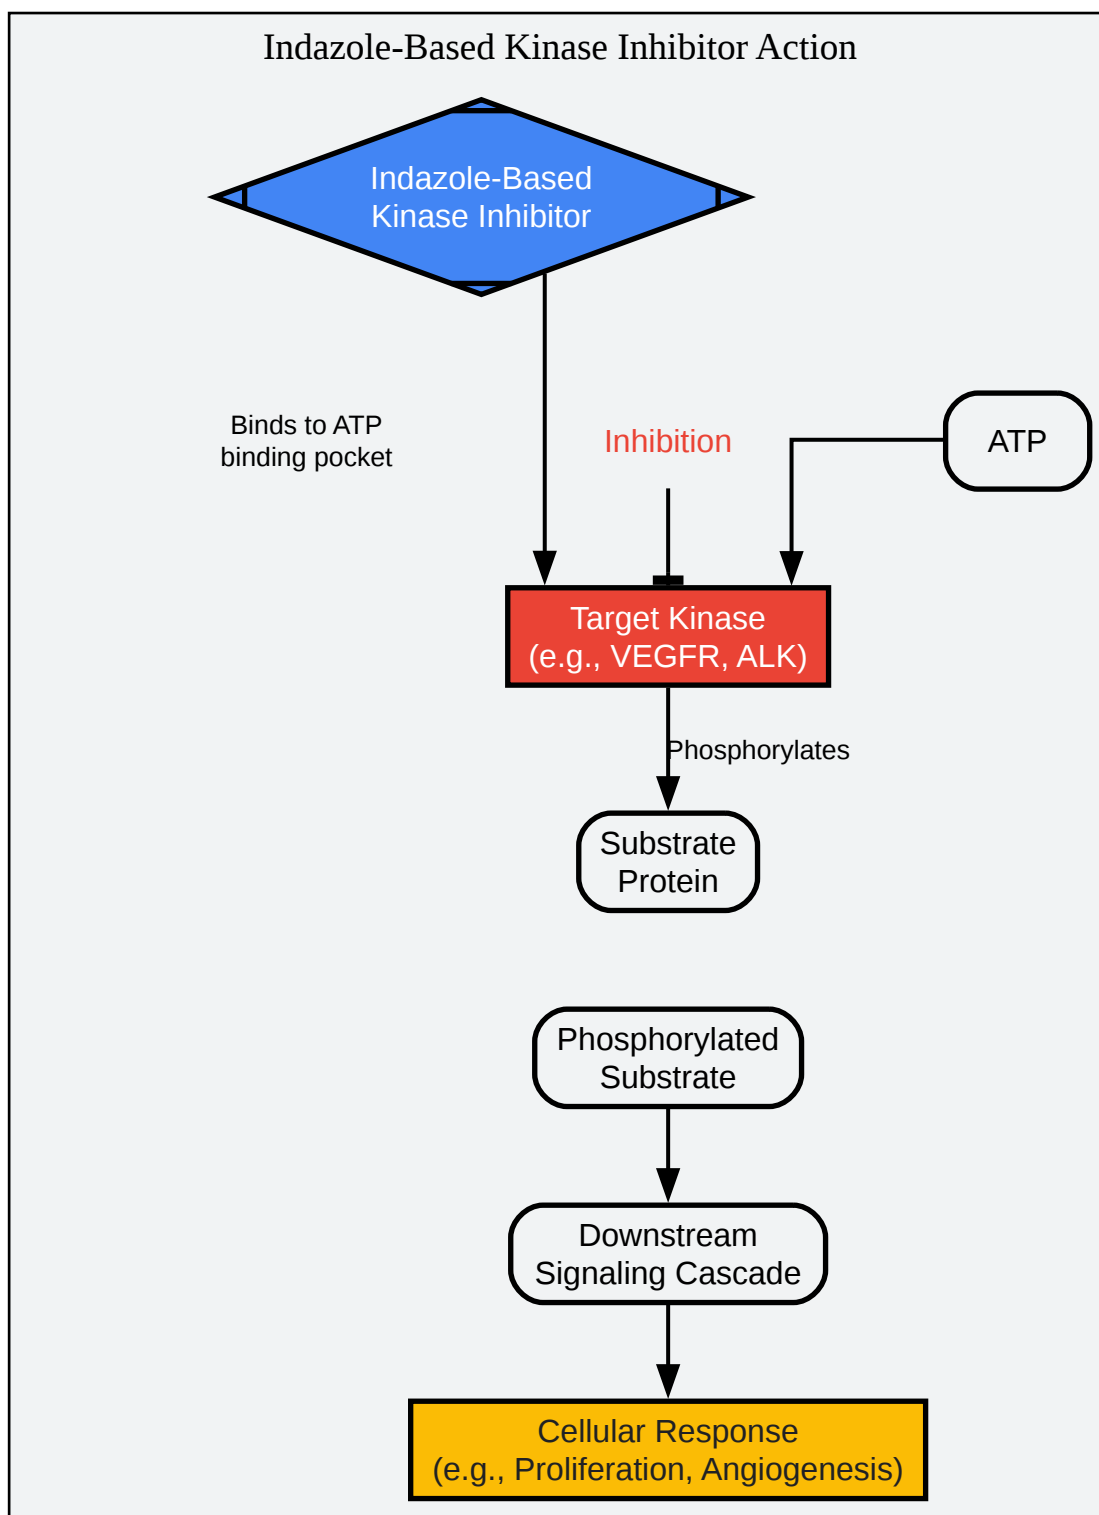 Indazole-Based Kinase Inhibitor Action
Indazole-Based
Kinase Inhibitor
Binds to ATP
binding pocket
Inhibition
ATP
Target Kinase
(e.g., VEGFR, ALK)
Phosphorylates
Substrate
Protein
Phosphorylated
Substrate
Downstream
Signaling Cascade
Cellular Response
(e.g., Proliferation, Angiogenesis)